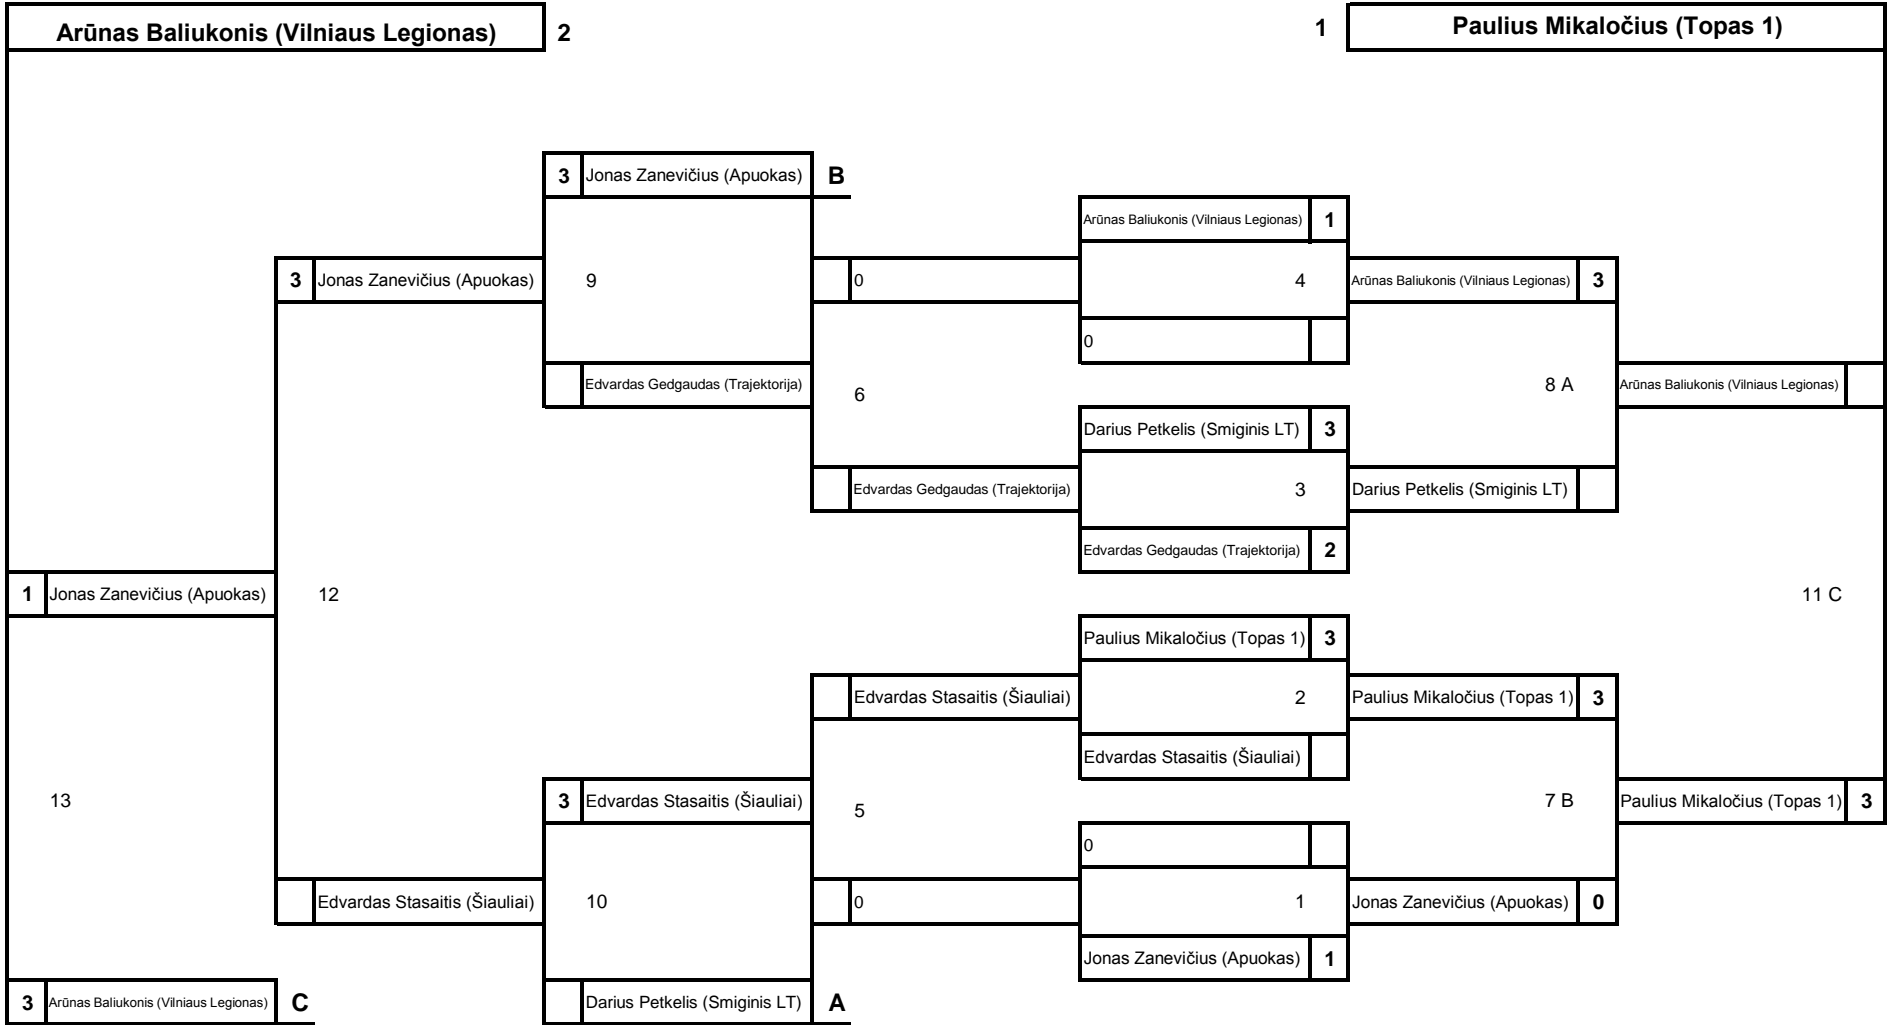 Arūnas Baliukonis (Vilniaus Legionas) 2 1 Paulius Mikaločius (Topas 1)
3 Jonas Zanevičius (Apuokas) B
Arūnas Baliukonis (Vilniaus Legionas) 1
3 Jonas Zanevičius (Apuokas) 9 0 4 Arūnas Baliukonis (Vilniaus Legionas) 3
0
Edvardas Gedgaudas (Trajektorija) 6 8 A Arūnas Baliukonis (Vilniaus Legionas)
Darius Petkelis (Smiginis LT) 3
Edvardas Gedgaudas (Trajektorija) 3 Darius Petkelis (Smiginis LT)
Edvardas Gedgaudas (Trajektorija) 2
1 Jonas Zanevičius (Apuokas) 12 11 C
Paulius Mikaločius (Topas 1) 3
Edvardas Stasaitis (Šiauliai) 2 Paulius Mikaločius (Topas 1) 3
Edvardas Stasaitis (Šiauliai)
13 3 Edvardas Stasaitis (Šiauliai) 5 7 B Paulius Mikaločius (Topas 1) 3
0
Edvardas Stasaitis (Šiauliai) 10 0 1 Jonas Zanevičius (Apuokas) 0
Jonas Zanevičius (Apuokas) 1
3 Arūnas Baliukonis (Vilniaus Legionas) C Darius Petkelis (Smiginis LT) A